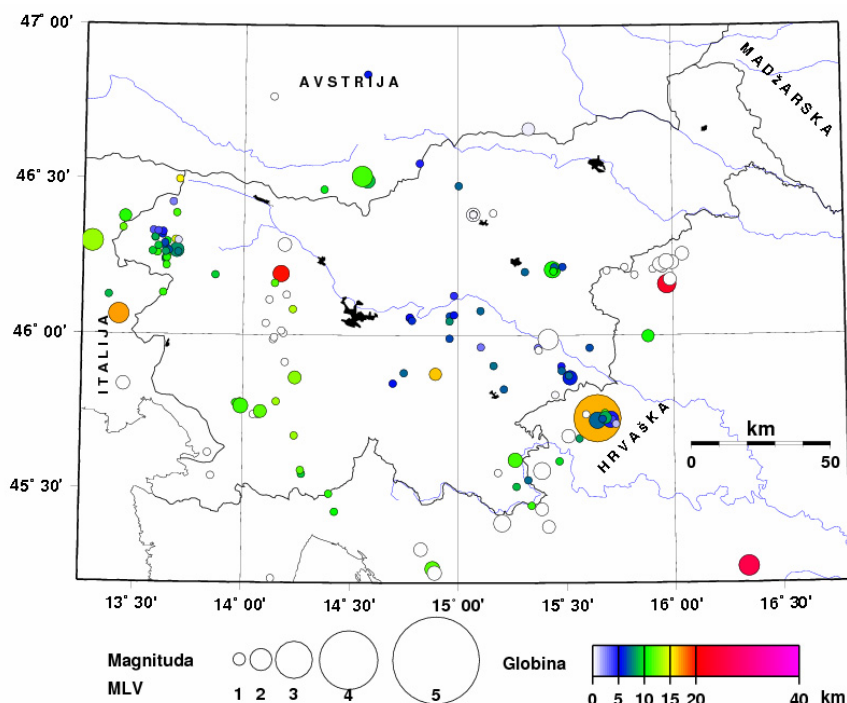 47° 00'
AVSTRIJA
MADŽARSKA
46° 30'
46° 00'
ITALIJA
HRVAŠKA
km
0 50
45° 30'
13° 30' 14° 00' 14° 30' 15° 00' 15° 30' 16° 00' 16° 30'
Magnituda
MLV
1 2 3 4 5
Globina
0 5 10 15 20 40 km